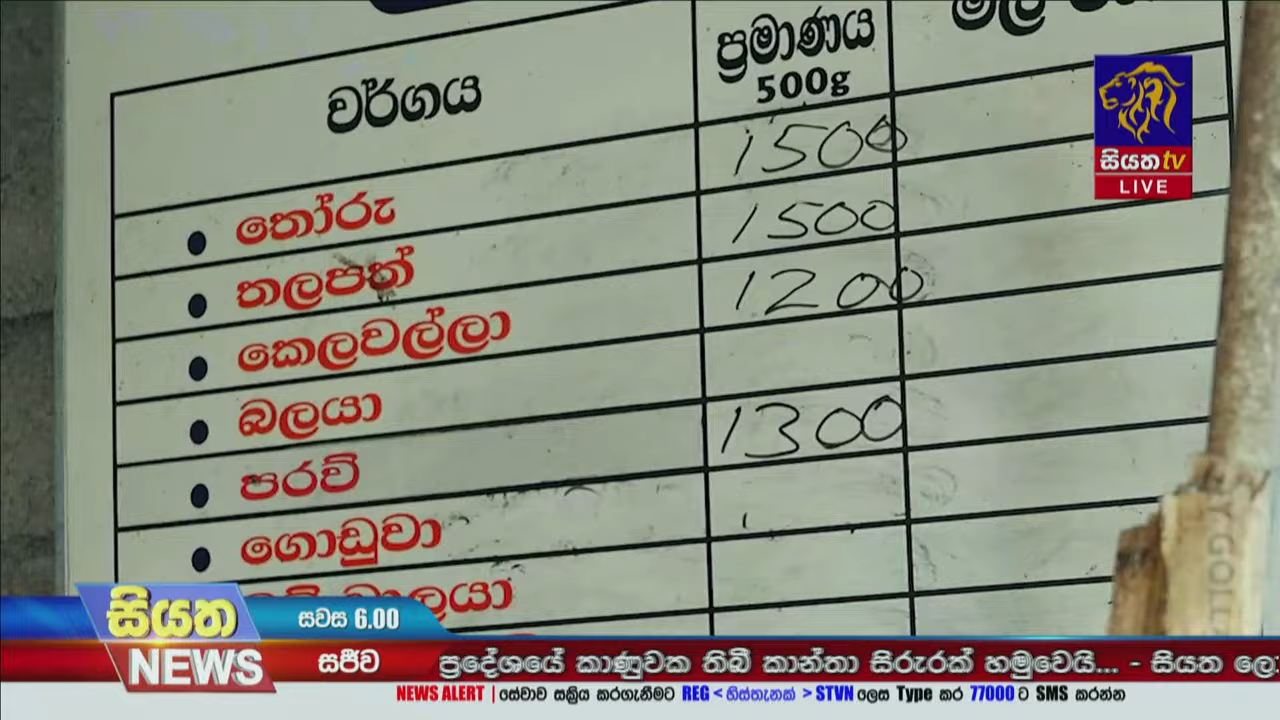 වර්ගය
ප්‍රමාණය
500g
1500
තෝරු
1500
තලපත්
1200
කෙලවල්ලා
බලයා
1300
පරව්
ගොඩුවා
සියත tv
LIVE
සියත
NEWS
සවස 6.00
සජීව
ප්‍රදේශයේ කාණුවක තිබී කාන්තා සිරුරක් හමුවෙයි... - සියත
NEWS ALERT | සේවාව සක්‍රිය කරගැනීමට REG < හිස්තැනක් > STVN ලෙස Type කර 77000 ට SMS කරන්න